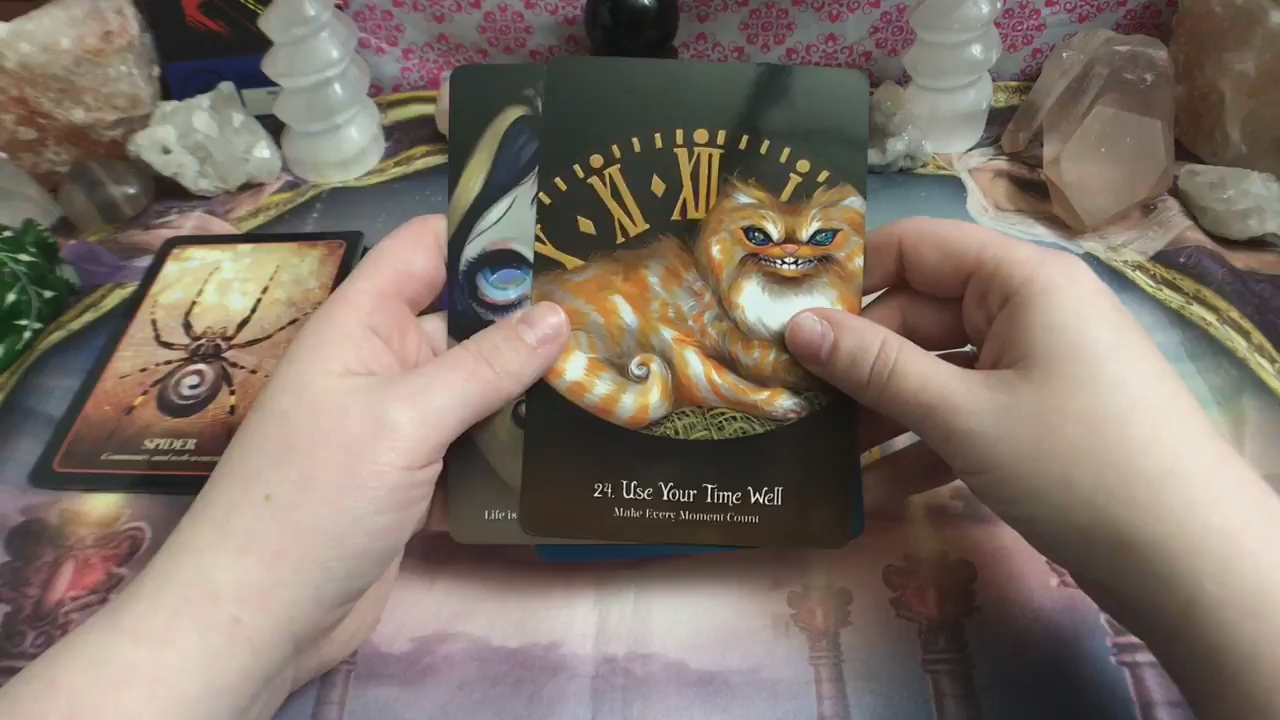 XI XII I
24. Use Your Time Well
Make Every Moment Count
Life is
SPIDER